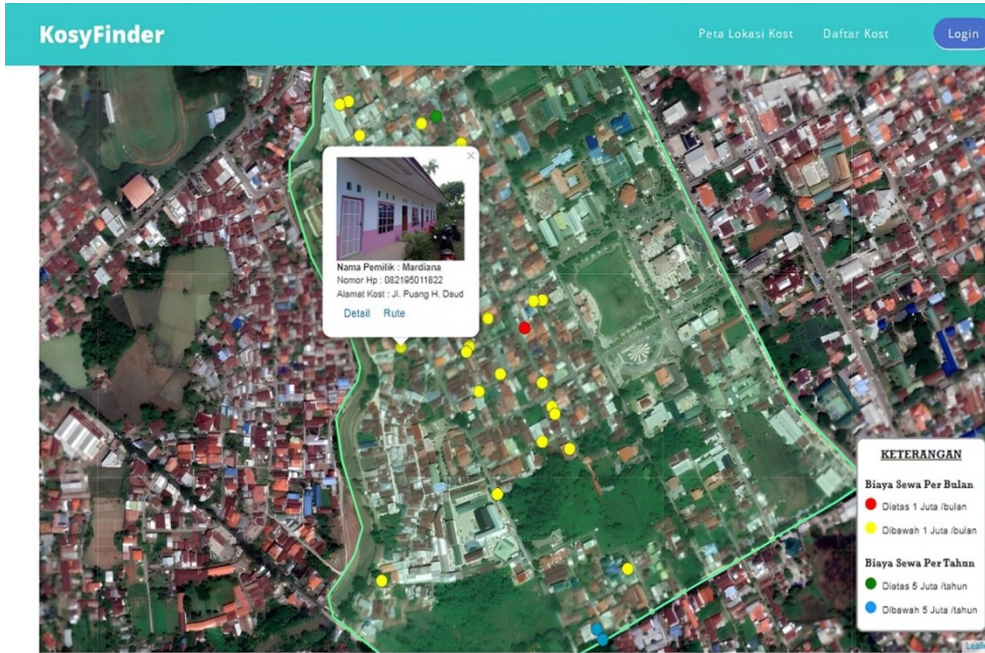 KosyFinder
Peta Lokasi Kost
Daftar Kost
Login
Nama Pemilik : Mardiana
Nomor Hp : 082195011822
Alamat Kost : Jl. Puang H. Daud
Detail Rute
KETERANGAN
Biaya Sewa Per Bulan
Diatas 1 Juta /bulan
Dibawah 1 Juta /bulan
Biaya Sewa Per Tahun
Diatas 5 Juta /tahun
Dibawah 5 Juta /tahun